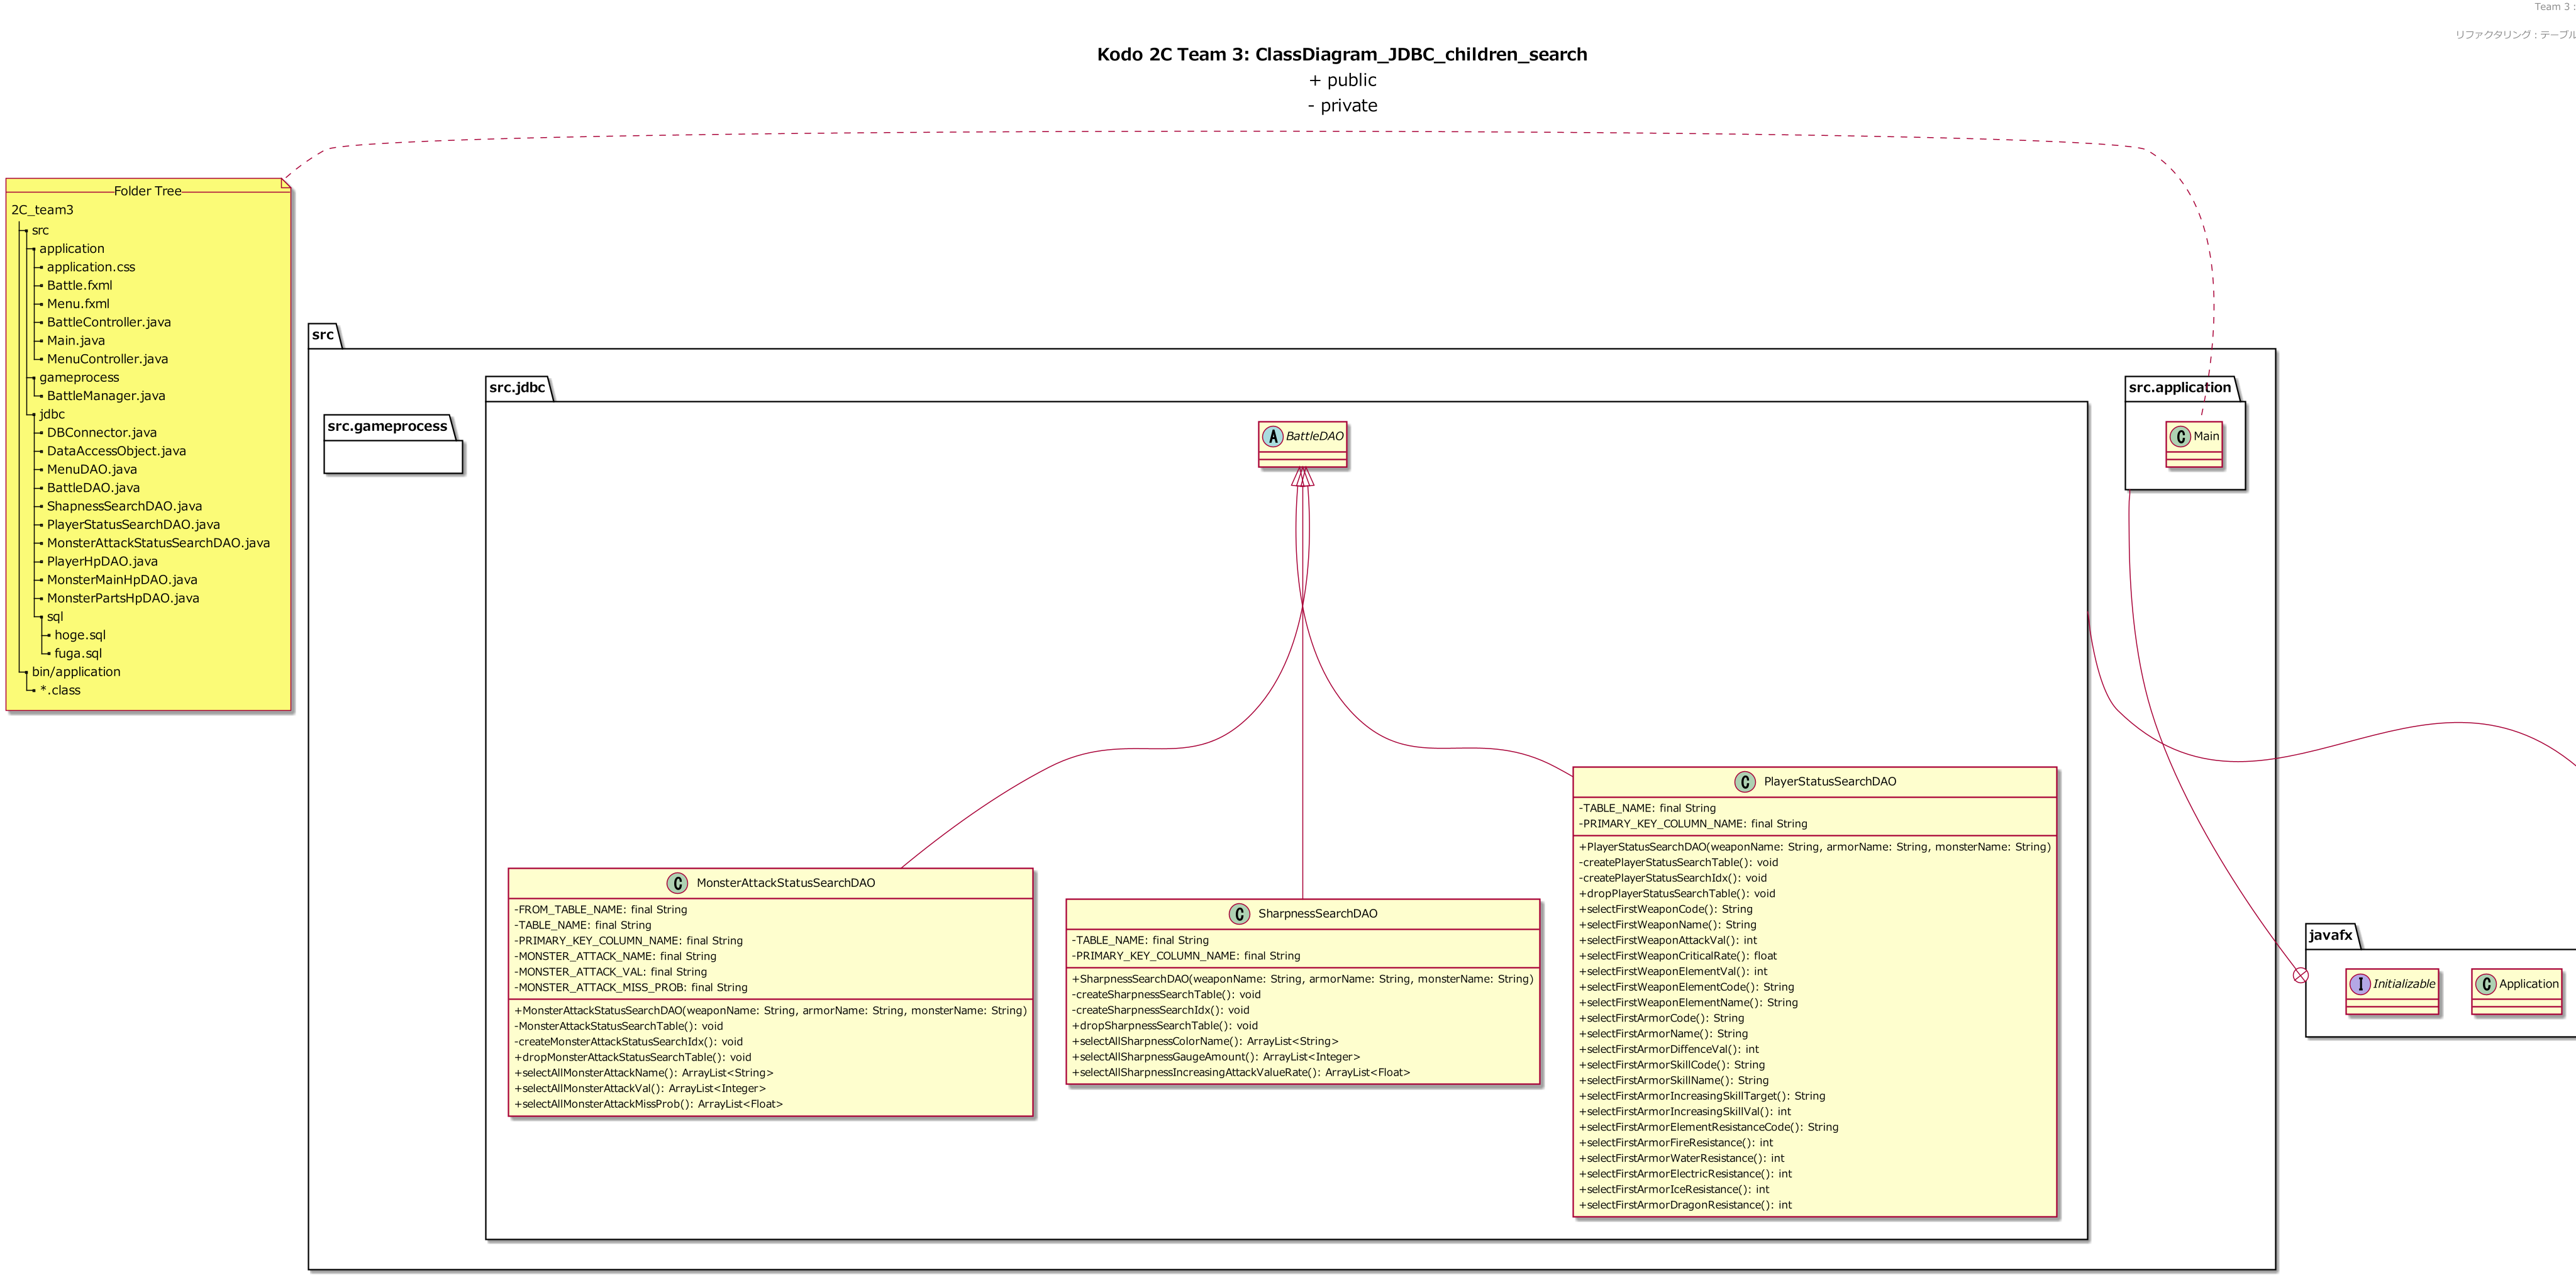 Team 3 :
リファクタリング : テーブル
Kodo 2C Team 3: ClassDiagram_JDBC_children_search
+ public
- private
Folder Tree
2C_team3
src
application
application.css
Battle.fxml
Menu.fxml
BattleController.java
Main.java
MenuController.java
gameprocess
BattleManager.java
jdbc
DBConnector.java
DataAccessObject.java
MenuDAO.java
BattleDAO.java
ShapnessSearchDAO.java
PlayerStatusSearchDAO.java
MonsterAttackStatusSearchDAO.java
PlayerHpDAO.java
MonsterMainHpDAO.java
MonsterPartsHpDAO.java
sql
hoge.sql
fuga.sql
bin/application
*.class
src
src.gameprocess
src.jdbc
src.application
A BattleDAO
C Main
C MonsterAttackStatusSearchDAO
-FROM_TABLE_NAME: final String
-TABLE_NAME: final String
-PRIMARY_KEY_COLUMN_NAME: final String
-MONSTER_ATTACK_NAME: final String
-MONSTER_ATTACK_VAL: final String
-MONSTER_ATTACK_MISS_PROB: final String
+MonsterAttackStatusSearchDAO(weaponName: String, armorName: String, monsterName: String)
-MonsterAttackStatusSearchTable(): void
-createMonsterAttackStatusSearchIdx(): void
+dropMonsterAttackStatusSearchTable(): void
+selectAllMonsterAttackName(): ArrayList<String>
+selectAllMonsterAttackVal(): ArrayList<Integer>
+selectAllMonsterAttackMissProb(): ArrayList<Float>
C SharpnessSearchDAO
-TABLE_NAME: final String
-PRIMARY_KEY_COLUMN_NAME: final String
+SharpnessSearchDAO(weaponName: String, armorName: String, monsterName: String)
-createSharpnessSearchTable(): void
-createSharpnessSearchIdx(): void
+dropSharpnessSearchTable(): void
+selectAllSharpnessColorName(): ArrayList<String>
+selectAllSharpnessGaugeAmount(): ArrayList<Integer>
+selectAllSharpnessIncreasingAttackValueRate(): ArrayList<Float>
C PlayerStatusSearchDAO
-TABLE_NAME: final String
-PRIMARY_KEY_COLUMN_NAME: final String
+PlayerStatusSearchDAO(weaponName: String, armorName: String, monsterName: String)
-createPlayerStatusSearchTable(): void
-createPlayerStatusSearchIdx(): void
+dropPlayerStatusSearchTable(): void
+selectFirstWeaponCode(): String
+selectFirstWeaponName(): String
+selectFirstWeaponAttackVal(): int
+selectFirstWeaponCriticalRate(): float
+selectFirstWeaponElementVal(): int
+selectFirstWeaponElementCode(): String
+selectFirstWeaponElementName(): String
+selectFirstArmorCode(): String
+selectFirstArmorName(): String
+selectFirstArmorDiffenceVal(): int
+selectFirstArmorSkillCode(): String
+selectFirstArmorSkillName(): String
+selectFirstArmorIncreasingSkillTarget(): String
+selectFirstArmorIncreasingSkillVal(): int
+selectFirstArmorElementResistanceCode(): String
+selectFirstArmorFireResistance(): int
+selectFirstArmorWaterResistance(): int
+selectFirstArmorElectricResistance(): int
+selectFirstArmorIceResistance(): int
+selectFirstArmorDragonResistance(): int
javafx
I Initializable
C Application